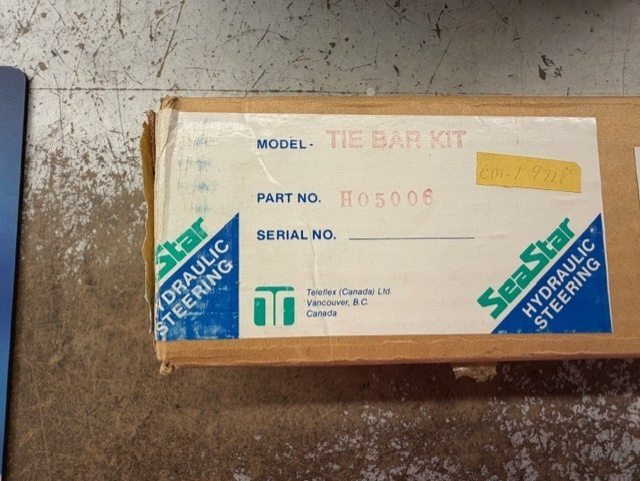 MODEL- TIE BAR KIT
PART NO. H05006
SERIAL NO.
Star
HYDRAULIC
STEERING
Teleflex (Canada) Ltd.
Vancouver, B.C.
Canada
SeaStar
HYDRAULIC
STEERING